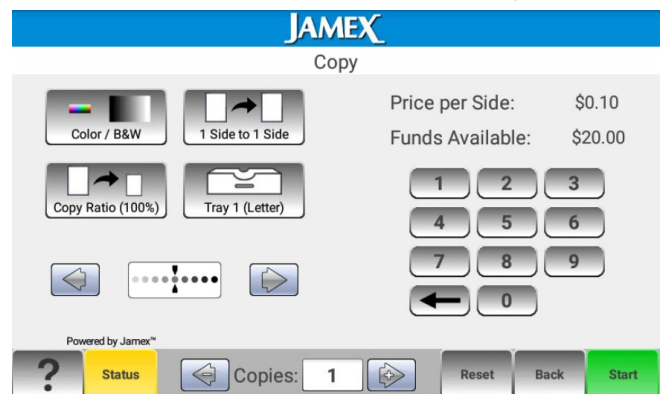 JAMEX
Copy
Color / B&W
1 Side to 1 Side
Copy Ratio (100%)
Tray 1 (Letter)
Price per Side: $0.10
Funds Available: $20.00
1 2 3
4 5 6
7 8 9
0
Powered by Jamex™
? Status Copies: 1 Reset Back Start